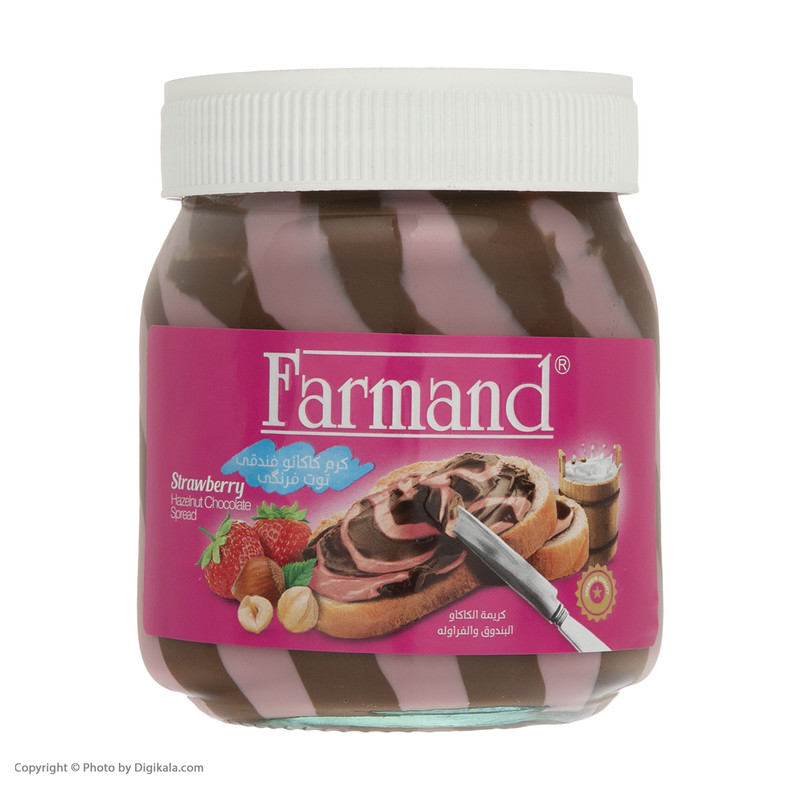 Farmand®
کرم کاکائو فندقی
توت فرنگی
Strawberry
Hazelnut Chocolate
Spread
كريمة الكاكاو
البندوق والفراوله
Copyright © Photo by Digikala.com